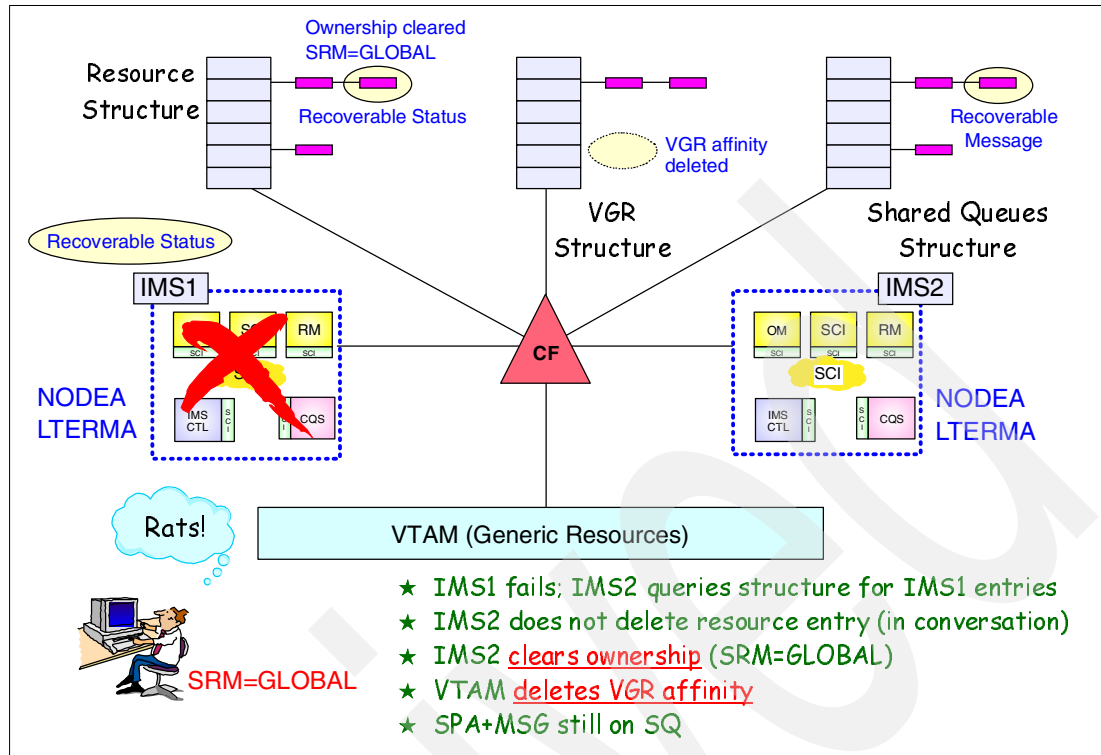 Ownership cleared
SRM=GLOBAL
Resource
Structure
Recoverable Status
VGR affinity
deleted
Recoverable
Message
VGR
Structure
Shared Queues
Structure
Recoverable Status
IMS1
IMS2
RM
SCI
SCI
SCI
OM
SCI
RM
SCI
SCI
SCI
SCI
CF
NODEA
LTERMA
IMS
CTL
SCI
CQS
IMS
CTL
SCI
CQS
NODEA
LTERMA
Rats!
VTAM (Generic Resources)
★ IMS1 fails; IMS2 queries structure for IMS1 entries
★ IMS2 does not delete resource entry (in conversation)
★ IMS2 clears ownership (SRM=GLOBAL)
★ VTAM deletes VGR affinity
★ SPA+MSG still on SQ
SRM=GLOBAL